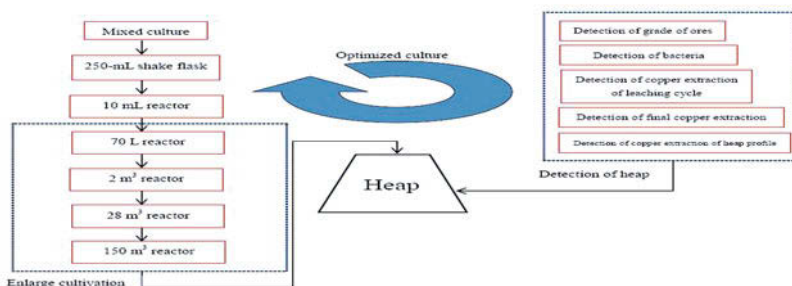 Mixed culture
250-mL shake flask
10 mL reactor
70 L reactor
2 m³ reactor
28 m³ reactor
150 m³ reactor
Enlarge cultivation
Optimized culture
Heap
Detection of grade of ores
Detection of bacteria
Detection of copper extraction
of leaching cycle
Detection of final copper extraction
Detection of copper extraction of heap profile
Detection of heap